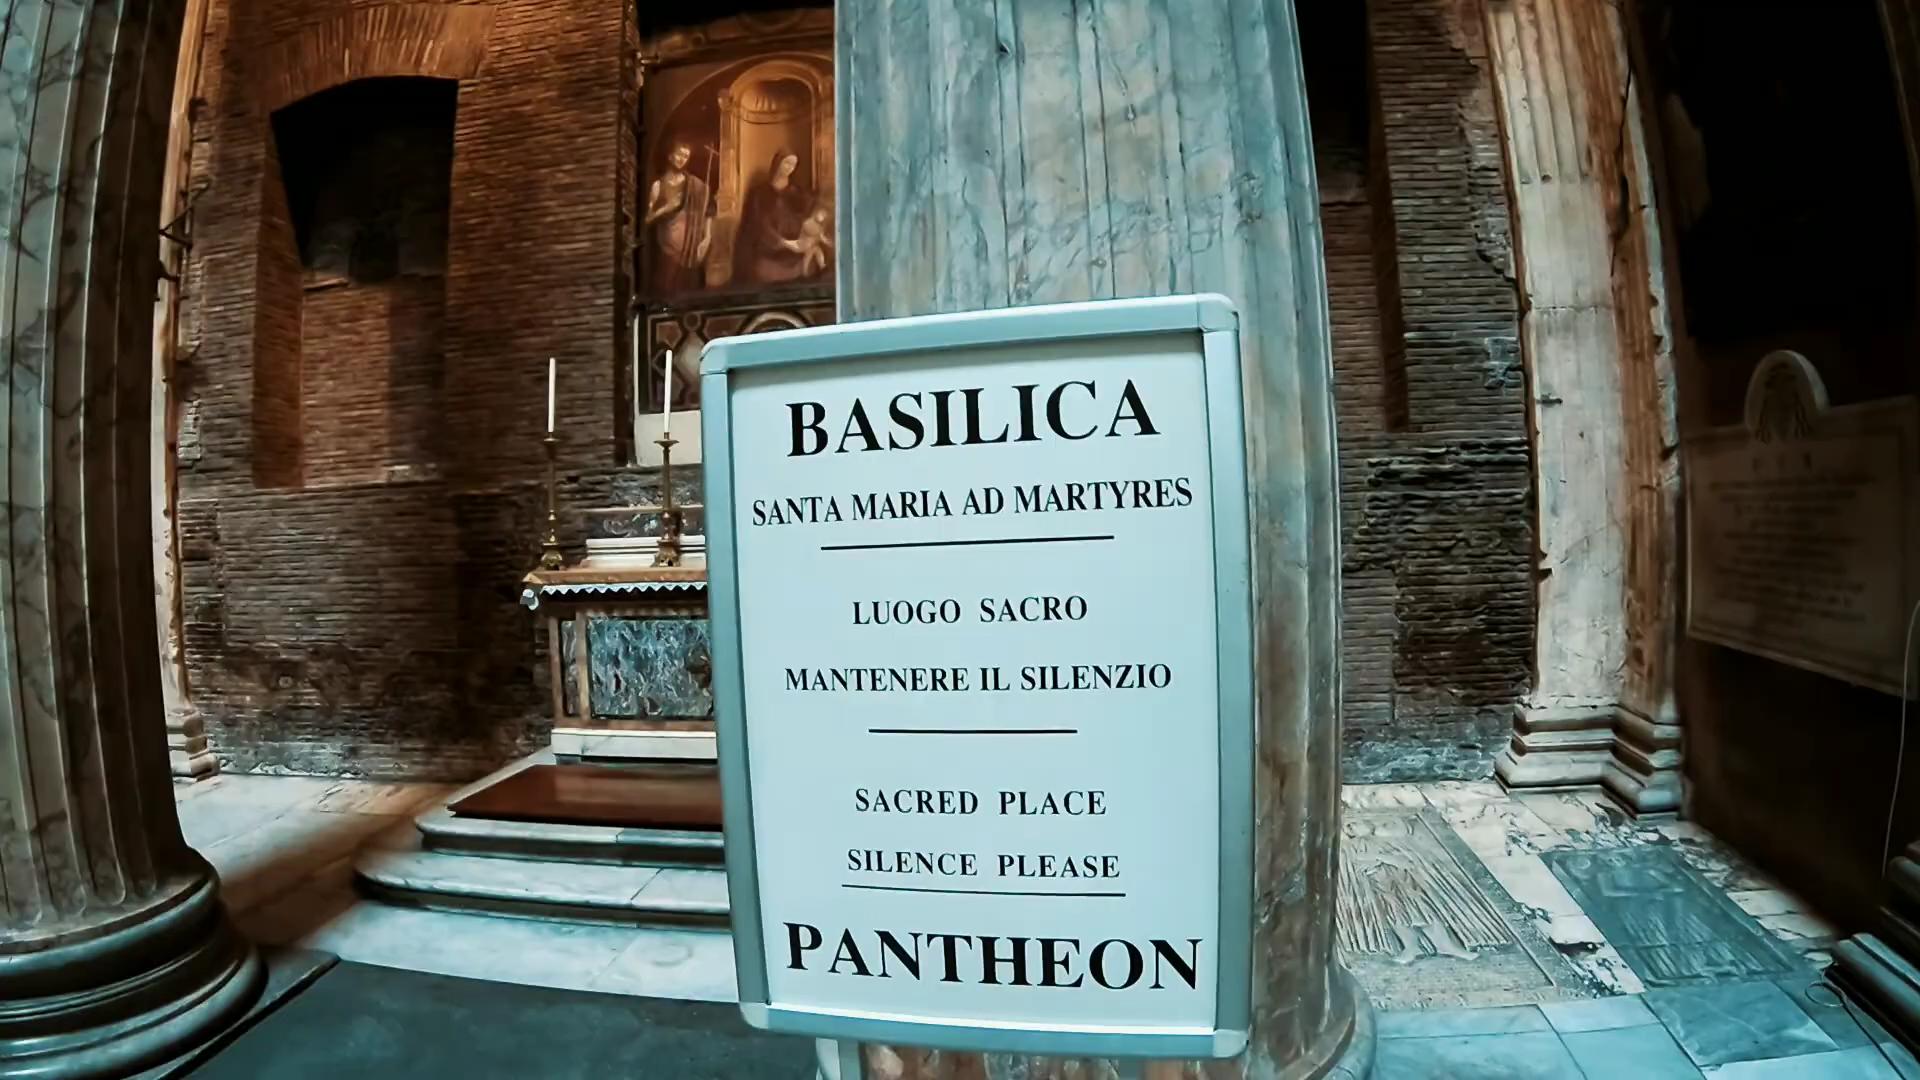 BASILICA
SANTA MARIA AD MARTYRES
LUOGO SACRO
MANTENERE IL SILENZIO
SACRED PLACE
SILENCE PLEASE
PANTHEON